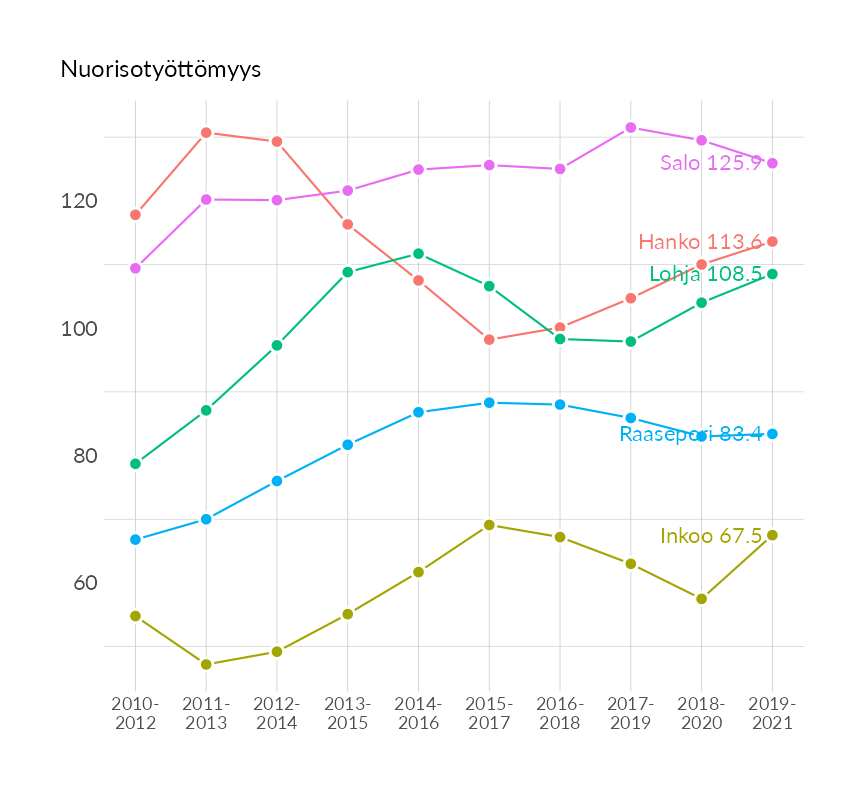 Nuorisotyöttömyys
120
100
80
60
Salo 125.9
Hanko 113.6
Lohja 108.5
Raasepori 83.4
Inkoo 67.5
2010- 2011- 2012- 2013- 2014- 2015- 2016- 2017- 2018- 2019-
2012 2013 2014 2015 2016 2017 2018 2019 2020 2021